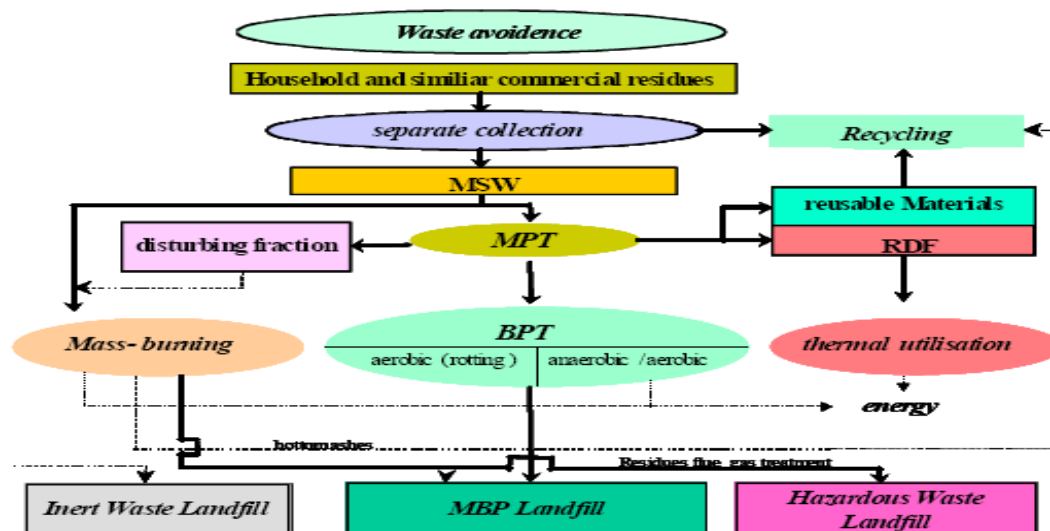 Waste avoidence
Household and similiar commercial residues
separate collection
Recycling
MSW
reusable Materials
disturbing fraction
MPT
RDF
Mass- burning
BPT
aerobic (rotting)
anaerobic /aerobic
thermal utilisation
energy
bottomashes
Residues flue gas treatment
Inert Waste Landfill
MBP Landfill
Hazardous Waste
Landfill